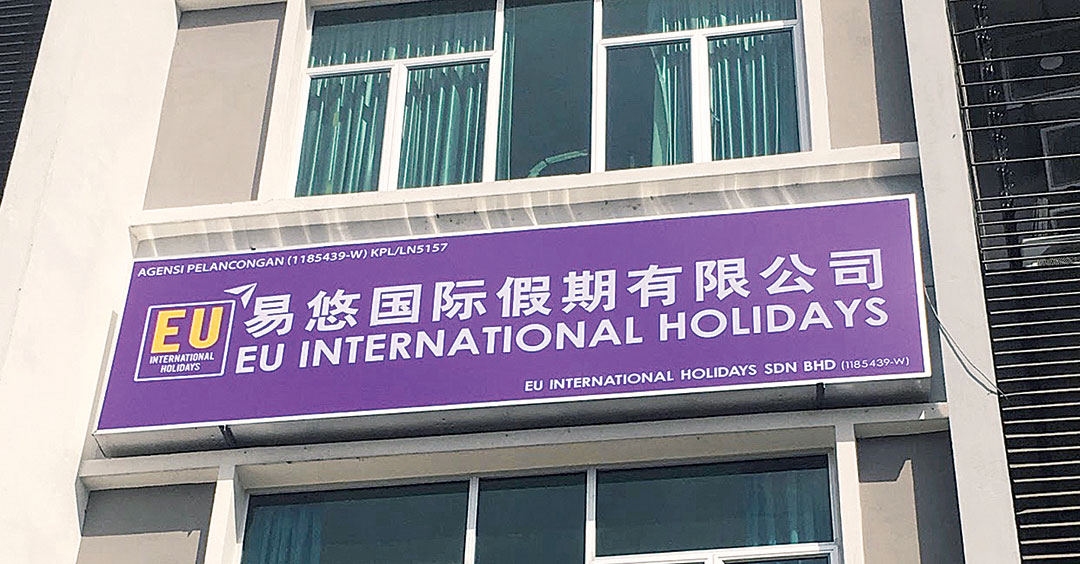 AGENSI PELANCONGAN (1185439-W) KPL/LN5157
EU
INTERNATIONAL
HOLIDAYS
易悠国际假期有限公司
EU INTERNATIONAL HOLIDAYS
EU INTERNATIONAL HOLIDAYS SDN BHD (1185439-W)